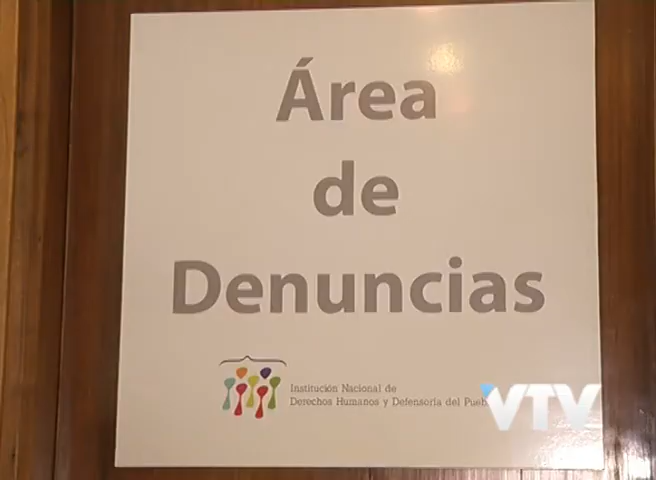 Área
de
Denuncias
Institución Nacional de
Derechos Humanos y Defensoría del
VTV